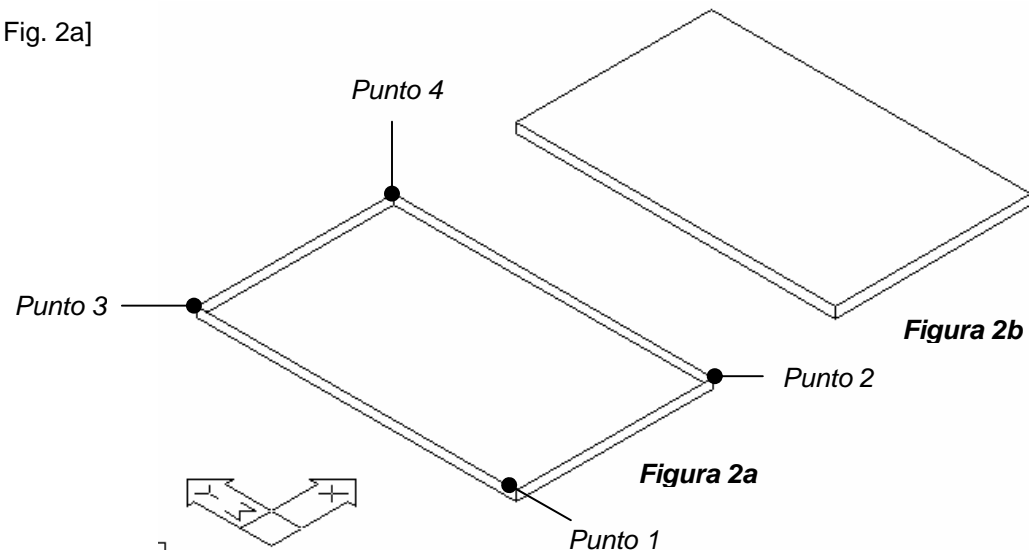 Fig. 2a]
Punto 4
Punto 3
Figura 2b
Punto 2
Figura 2a
Punto 1
Y
W
X